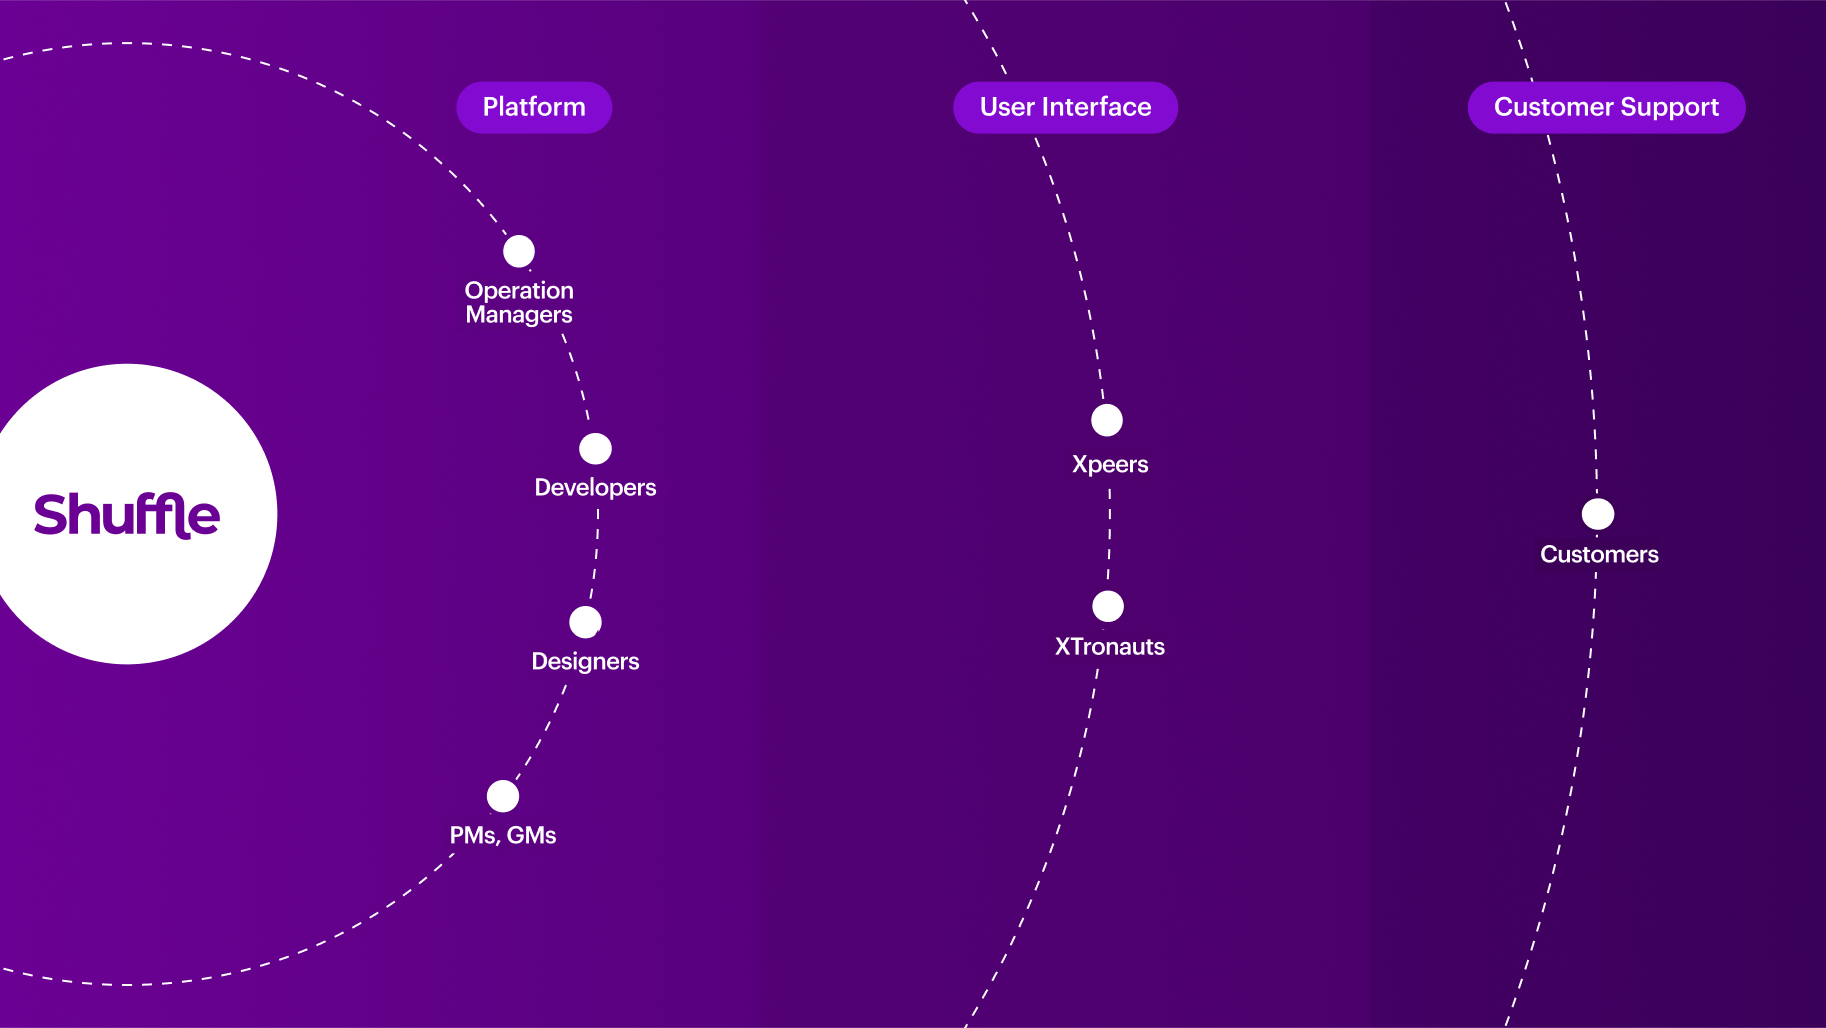 Platform
User Interface
Customer Support
Operation
Managers
Developers
Designers
PMs, GMs
Shuffle
Xpeers
XTronauts
Customers